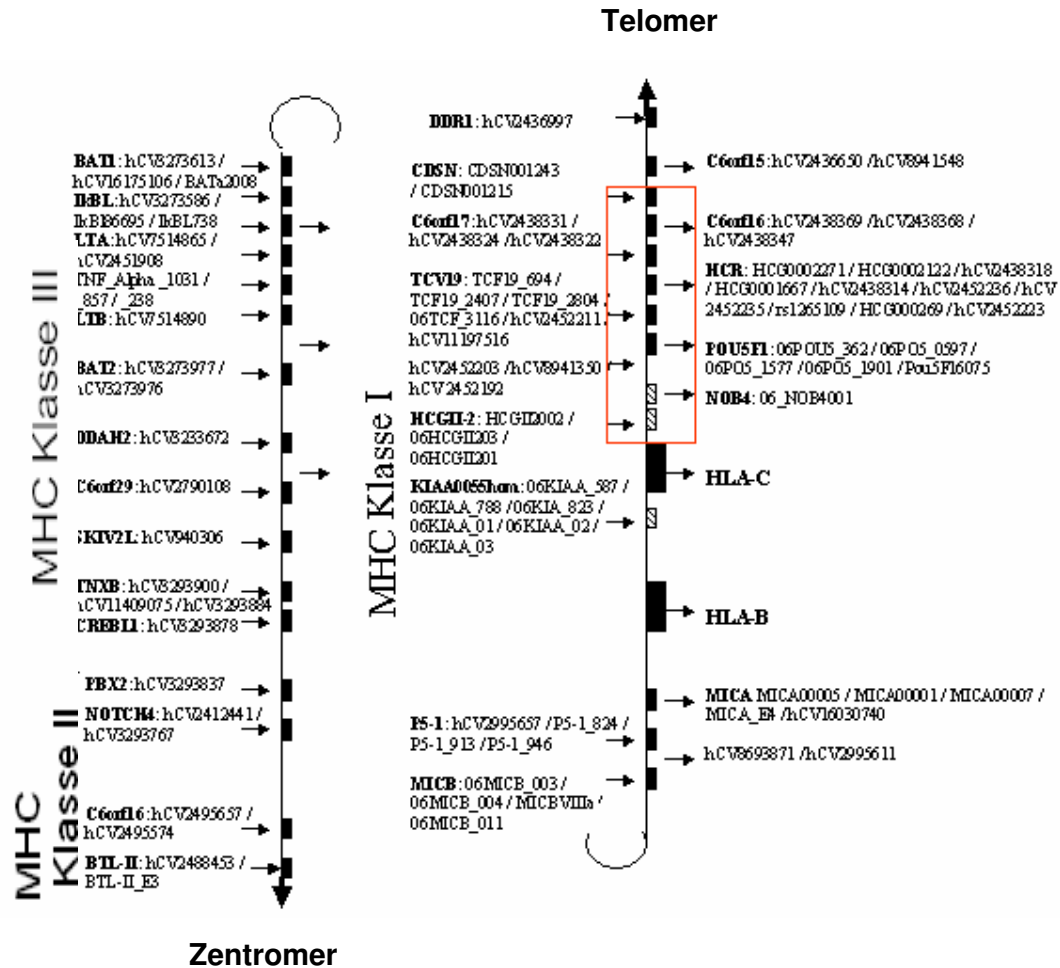 Telomer
MHC Klasse III
MHC
Klasse II
BAT1: hCV3273613 /
hCV16175106 / BATa2008
IkBL: hCV3273586 /
IkBl86695 / IkBL738
LTA: hCV7514865 /
hCV2451908
TNF_Alpha _1031 /
_857 / _238
LTB: hCV7514890
BAT2: hCV3273977 /
hCV3273976
DDAH2: hCV3233672
C6orf29: hCV2790108
SKIV2L: hCV940306
TNXB: hCV3293900 /
hCV11409075 / hCV3293884
CREBL1: hCV3293878
PBX2: hCV3293837
NOTCH4: hCV2412441 /
hCV3293767
C6orf16: hCV2495657 /
hCV2495574
BTL-II: hCV2488453 /
BTL-II_E3
Zentromer
MHC Klasse I
DDR1: hCV2436997
CDSN: CDSN001243
/ CDSN001215
C6orf17: hCV2438331 /
hCV2438324 /hCV2438322
TCV19: TCF19_694 /
TCF19_2407 / TCF19_2804 /
06TCF_3116 / hCV2452211 /
hCV11197516
hCV2452203 / hCV8941350 /
hCV2452192
HCGII-2: HCGII2002 /
06HCGII203 /
06HCGII201
KIAA0055hom: 06KIAA_587 /
06KIAA_788 / 06KIA_823 /
06KIAA_01 / 06KIAA_02 /
06KIAA_03
P5-1: hCV2995657 / P5-1_824 /
P5-1_913 / P5-1_946
MICB: 06MICB_003 /
06MICB_004 / MICBVIIIa /
06MICB_011
C6orf15: hCV2436650 /hCV8941548
C6orf16: hCV2438369 /hCV2438368 /
hCV2438347
HCR: HCG0002271 / HCG0002122 / hCV2438318
/ HCG0001667 / hCV2438314 / hCV2452236 / hCV
2452235 / rs1265109 / HCG000269 / hCV2452223
POU5F1: 06POU5_362 / 06PO5_0597 /
06PO5_1577 / 06PO5_1901 / Pou5F16075
NOB4: 06_NOB4001
HLA-C
HLA-B
MICA MICA00005 / MICA00001 / MICA00007 /
MICA_E4 /hCV16030740
hCV8693871 /hCV2995611